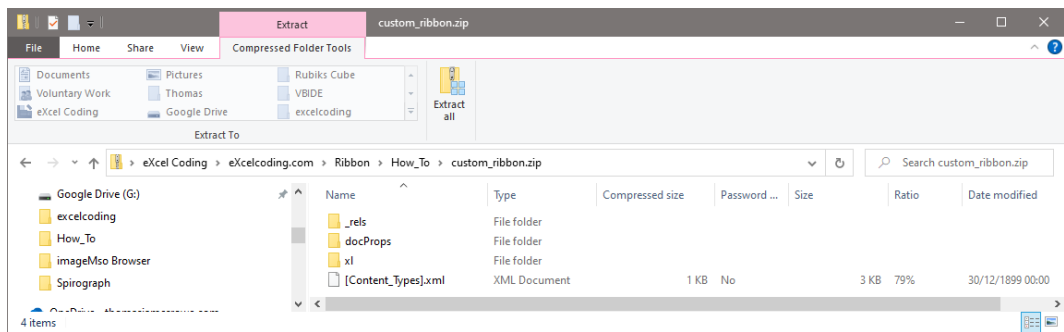 Extract custom_ribbon.zip
File Home Share View Compressed Folder Tools
Documents Pictures Rubiks Cube
Voluntary Work Thomas VBIDE
eXcel Coding Google Drive excelcoding
Extract all
Extract To
eXcel Coding > eXcelcoding.com > Ribbon > How_To > custom_ribbon.zip Search custom_ribbon.zip
Google Drive (G:) Name Type Compressed size Password ... Size Ratio Date modified
excelcoding _rels File folder
How_To docProps File folder
imageMso Browser xl File folder
Spirograph [Content_Types].xml XML Document 1 KB No 3 KB 79% 30/12/1899 00:00
4 items